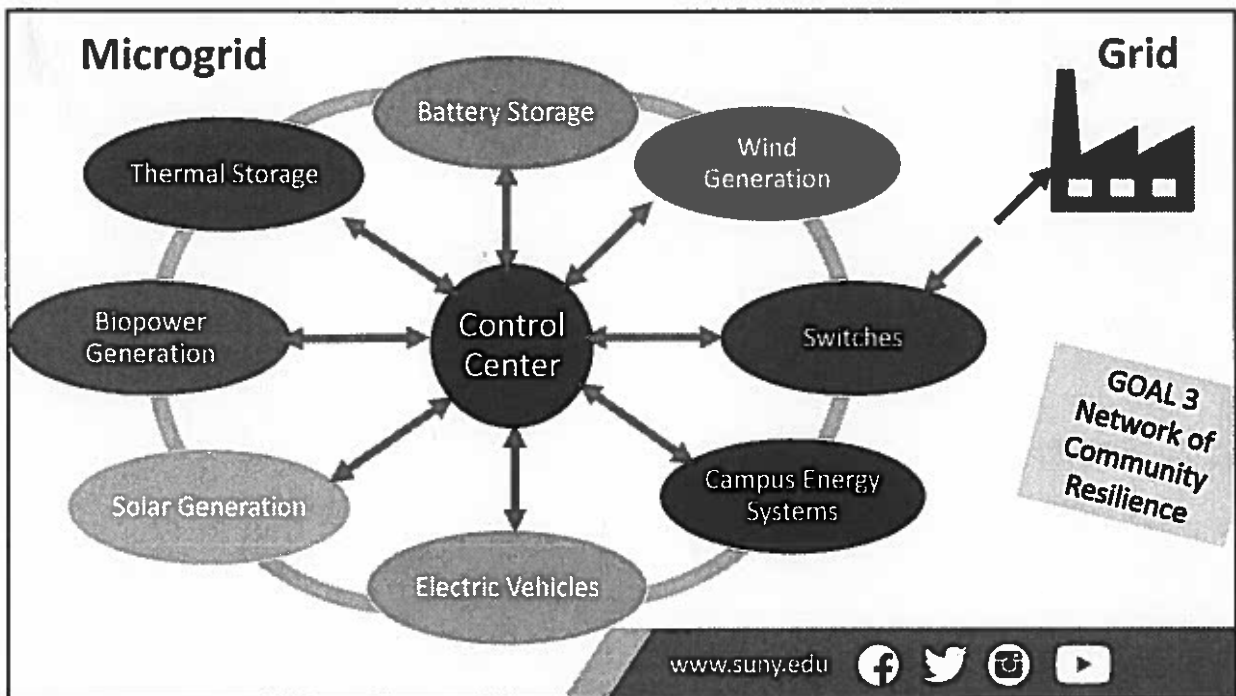 Microgrid
Grid
Battery Storage
Wind
Generation
Thermal Storage
Biopower
Generation
Control
Center
Switches
GOAL 3
Network of
Community
Resilience
Solar Generation
Campus Energy
Systems
Electric Vehicles
www.suny.edu